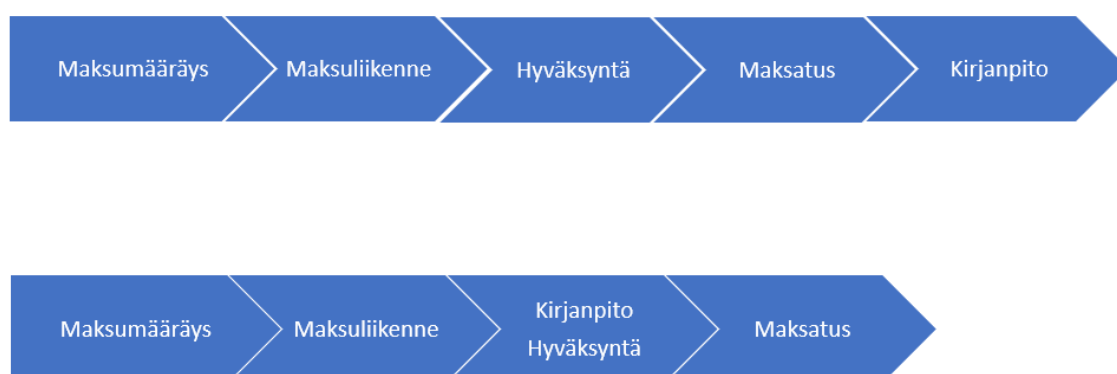 Maksumääräys
Maksuliikenne
Hyväksyntä
Maksatus
Kirjanpito
Maksumääräys
Maksuliikenne
Kirjanpito
Hyväksyntä
Maksatus